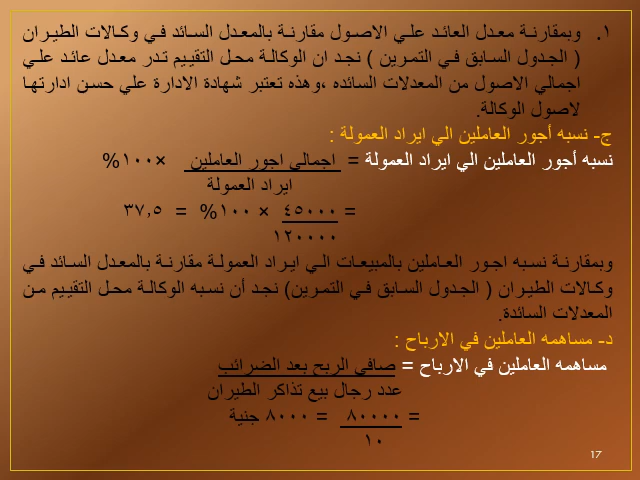 ١. وبمقارنة معدل العائد علي الاصول مقارنة بالمعدل السائد في وكالات الطيران
( الجدول السابق في التمرين ) نجد ان الوكالة محل التقييم تدر معدل عائد علي
اجمالي الاصول من المعدلات السائده ،وهذه تعتبر شهادة الادارة علي حسن ادارتها
لاصول الوكالة.
ج- نسبه أجور العاملين الي ايراد العمولة :
نسبه أجور العاملين الي ايراد العمولة = اجمالي اجور العاملين ×١٠٠%
ايراد العمولة
= ٤٥٠٠٠ × ١٠٠% = ٣٧,٥
١٢٠٠٠٠
وبمقارنة نسبه اجور العاملين بالمبيعات الي ايراد العمولة مقارنة بالمعدل السائد في
وكالات الطيران ( الجدول السابق في التمرين) نجد أن نسبه الوكالة محل التقييم من
المعدلات السائدة.
د- مساهمه العاملين في الارباح :
مساهمه العاملين في الارباح = صافي الربح بعد الضرائب
عدد رجال بيع تذاكر الطيران
= ٨٠٠٠٠ = ٨٠٠٠ جنية
١٠
17